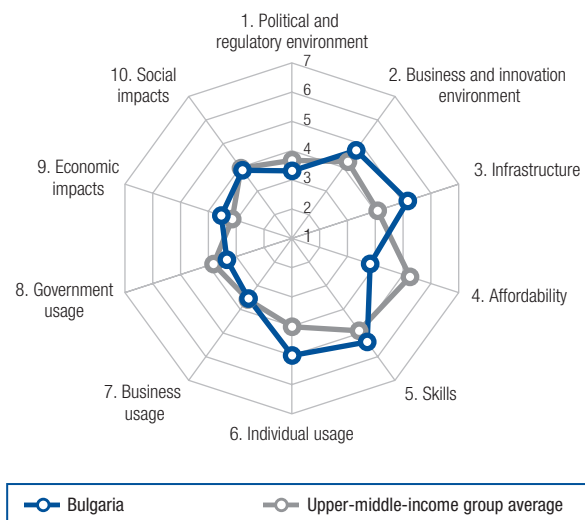 1. Political and
regulatory environment
2. Business and innovation
environment
3. Infrastructure
4. Affordability
5. Skills
6. Individual usage
7. Business
usage
8. Government
usage
9. Economic
impacts
10. Social
impacts
7
6
5
4
3
2
1
Bulgaria
Upper-middle-income group average